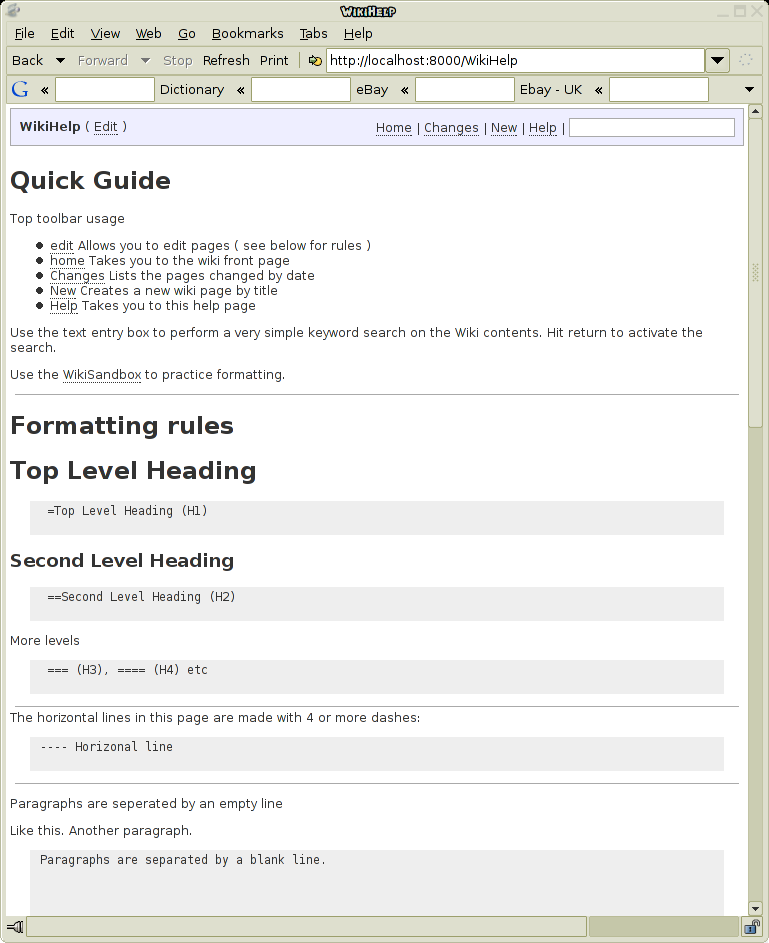 WikiHelp
File Edit View Web Go Bookmarks Tabs Help
Back Forward Stop Refresh Print http://localhost:8000/WikiHelp
G « Dictionary « eBay « Ebay - UK «
WikiHelp ( Edit ) Home | Changes | New | Help |
Quick Guide
Top toolbar usage
● edit Allows you to edit pages ( see below for rules )
● home Takes you to the wiki front page
● Changes Lists the pages changed by date
● New Creates a new wiki page by title
● Help Takes you to this help page
Use the text entry box to perform a very simple keyword search on the Wiki contents. Hit return to activate the
search.
Use the WikiSandbox to practice formatting.
Formatting rules
Top Level Heading
=Top Level Heading (H1)
Second Level Heading
==Second Level Heading (H2)
More levels
=== (H3), ==== (H4) etc
The horizontal lines in this page are made with 4 or more dashes:
---- Horizonal line
Paragraphs are seperated by an empty line
Like this. Another paragraph.
Paragraphs are separated by a blank line.